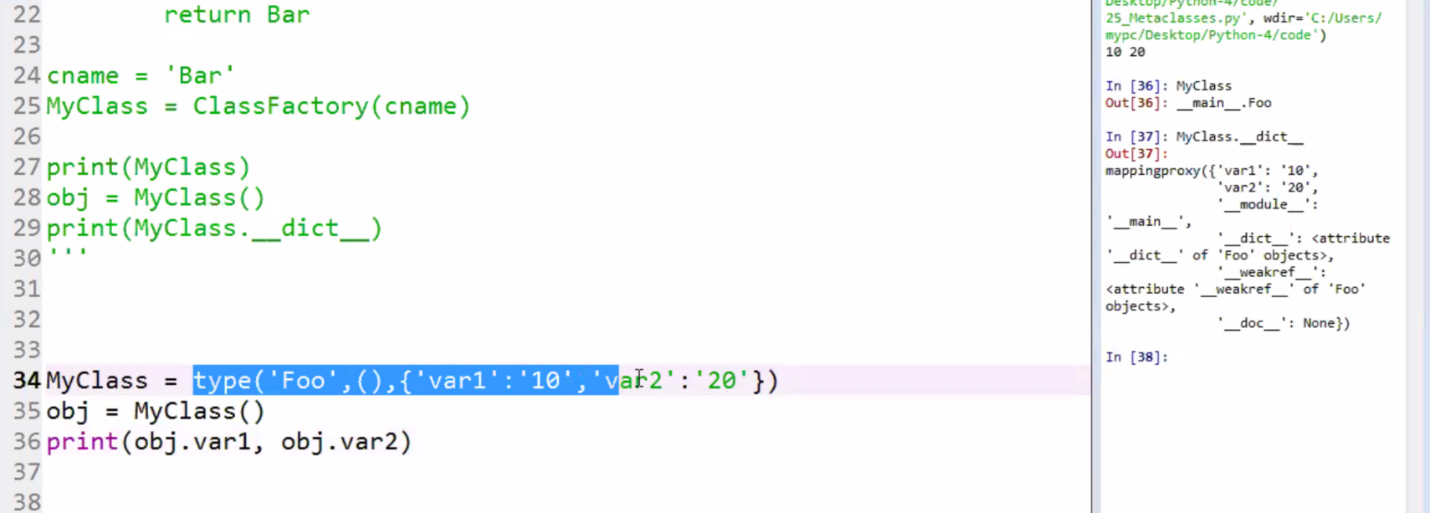 22 return Bar
23
24 cname = 'Bar'
25 MyClass = ClassFactory(cname)
26
27 print(MyClass)
28 obj = MyClass()
29 print(MyClass.__dict__)
30 '''
31
32
33
34 MyClass = type('Foo',(),{'var1':'10','var2':'20'})
35 obj = MyClass()
36 print(obj.var1, obj.var2)
37
38
Desktop/Python-4/code/
25_Metaclasses.py', wdir='C:/Users/
mypc/Desktop/Python-4/code')
10 20
In [36]: MyClass
Out[36]: __main__.Foo
In [37]: MyClass.__dict__
Out[37]:
mappingproxy({'var1': '10',
'var2': '20',
'__module__':
'__main__',
'__dict__': <attribute
'__dict__' of 'Foo' objects>,
'__weakref__':
<attribute '__weakref__' of 'Foo'
objects>,
'__doc__': None})
In [38]: